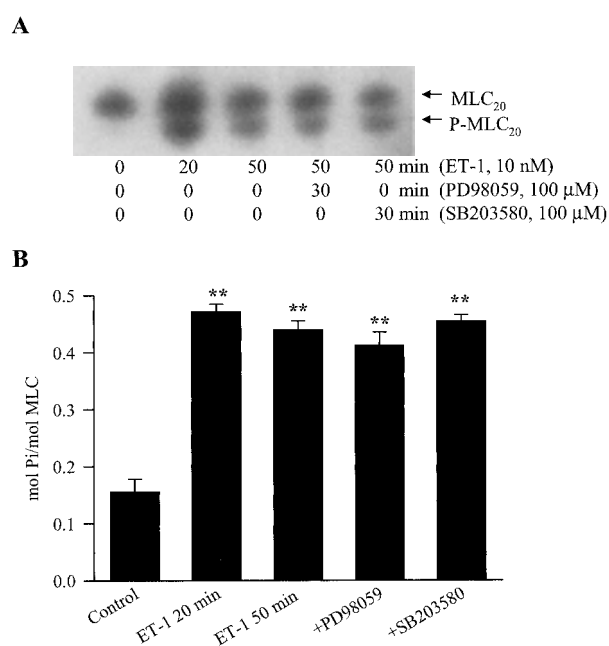 A
← MLC₂₀
← P-MLC₂₀
0 20 50 50 50 min (ET-1, 10 nM)
0 0 0 30 0 min (PD98059, 100 μM)
0 0 0 0 30 min (SB203580, 100 μM)
B
mol Pi/mol MLC
0.5
0.4
0.3
0.2
0.1
0.0
** ** ** **
Control
ET-1 20 min
ET-1 50 min
+PD98059
+SB203580